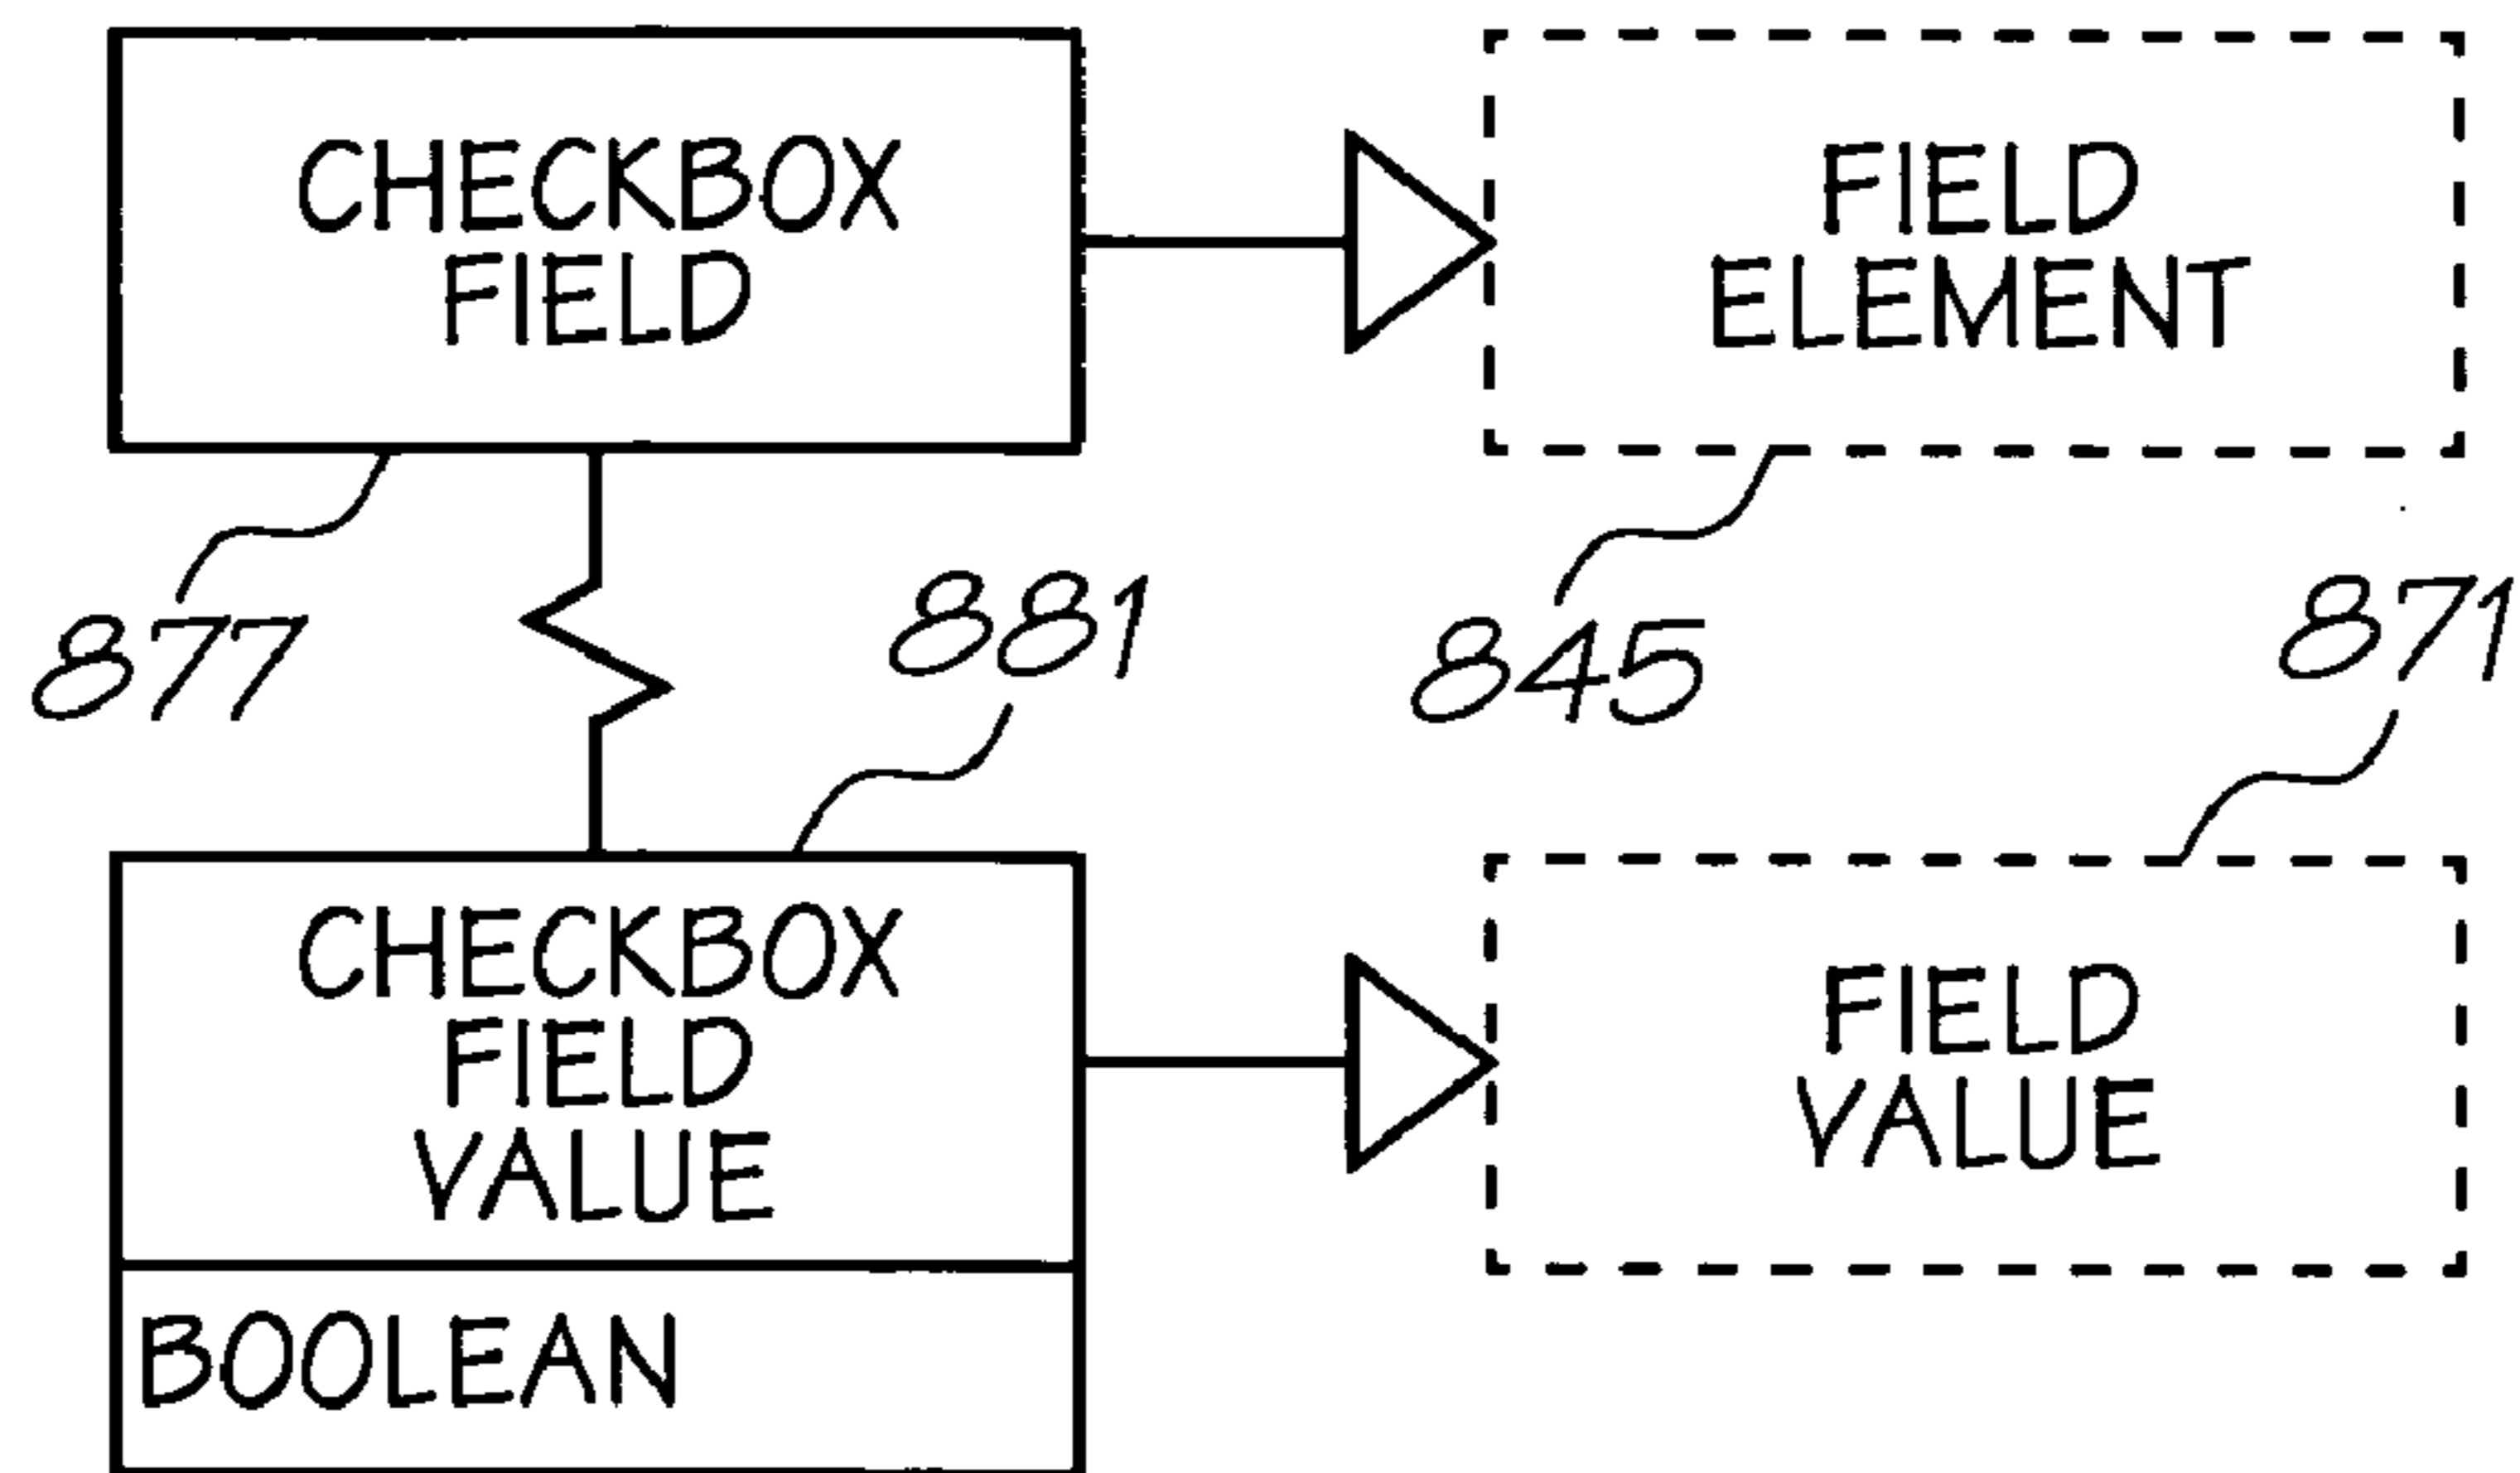 CHECKBOX
FIELD
FIELD
ELEMENT
877
881
845
871
CHECKBOX
FIELD
VALUE
FIELD
VALUE
BOOLEAN